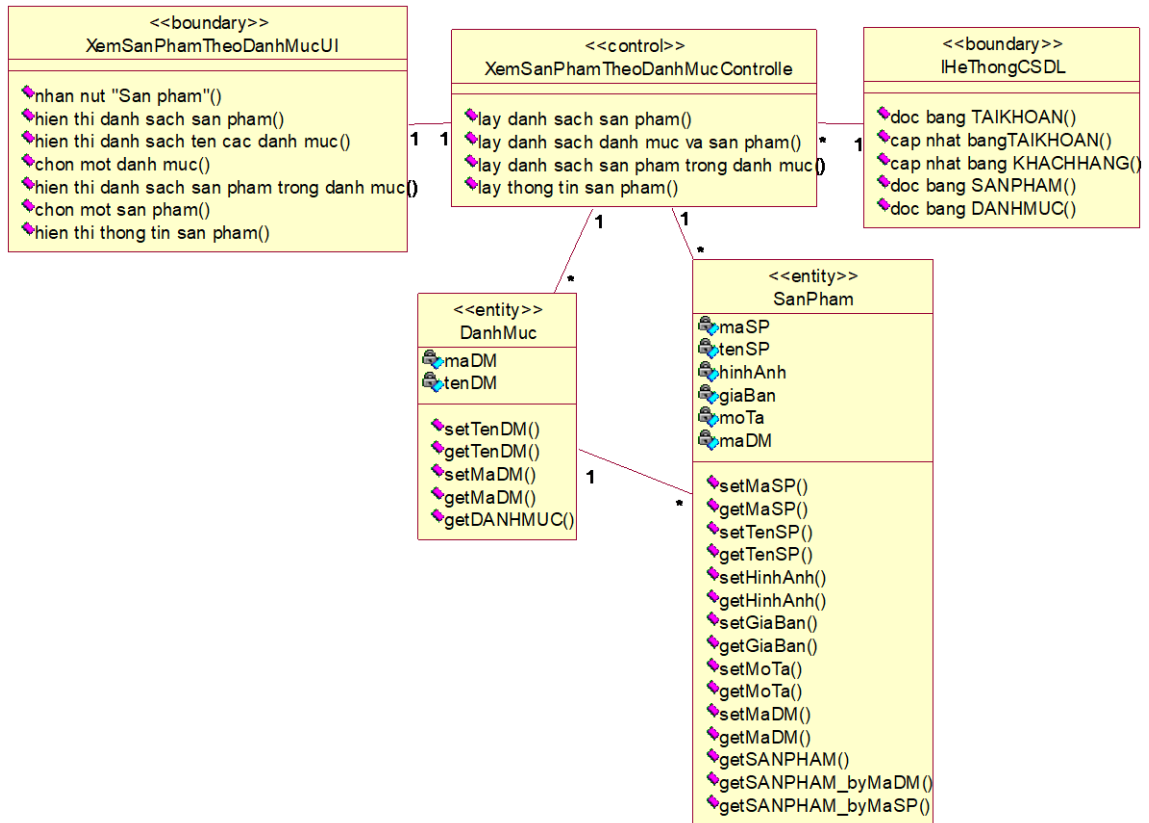 <<boundary>>
XemSanPhamTheoDanhMucUI
nhan nut "San pham"()
hien thi danh sach san pham()
hien thi danh sach ten cac danh muc()
chon mot danh muc()
hien thi danh sach san pham trong danh muc()
chon mot san pham()
hien thi thong tin san pham()
1
1
<<control>>
XemSanPhamTheoDanhMucControlle
lay danh sach san pham()
lay danh sach danh muc va san pham()
lay danh sach san pham trong danh muc()
lay thong tin san pham()
*
1
<<boundary>>
IHeThongCSDL
doc bang TAIKHOAN()
cap nhat bangTAIKHOAN()
cap nhat bang KHACHHANG()
doc bang SANPHAM()
doc bang DANHMUC()
1
*
1
*
<<entity>>
DanhMuc
maDM
tenDM
setTenDM()
getTenDM()
setMaDM()
getMaDM()
getDANHMUC()
1
*
<<entity>>
SanPham
maSP
tenSP
hinhAnh
giaBan
moTa
maDM
setMaSP()
getMaSP()
setTenSP()
getTenSP()
setHinhAnh()
getHinhAnh()
setGiaBan()
getGiaBan()
setMoTa()
getMoTa()
setMaDM()
getMaDM()
getSANPHAM()
getSANPHAM_byMaDM()
getSANPHAM_byMaSP()